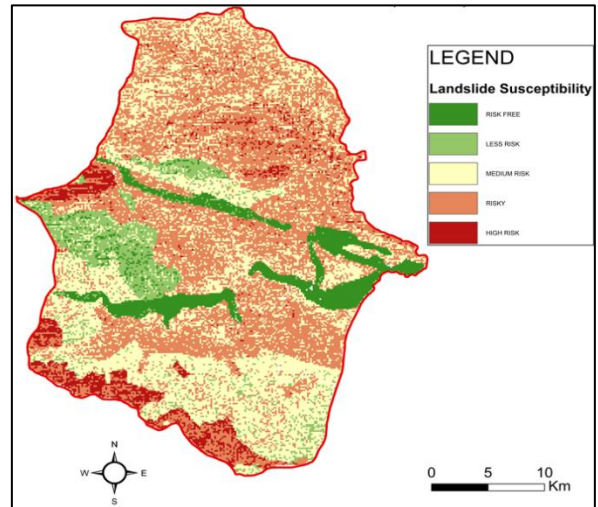 LEGEND
Landslide Susceptibility
RISK FREE
LESS RISK
MEDIUM RISK
RISKY
HIGH RISK
N
W E
S
0 5 10
Km